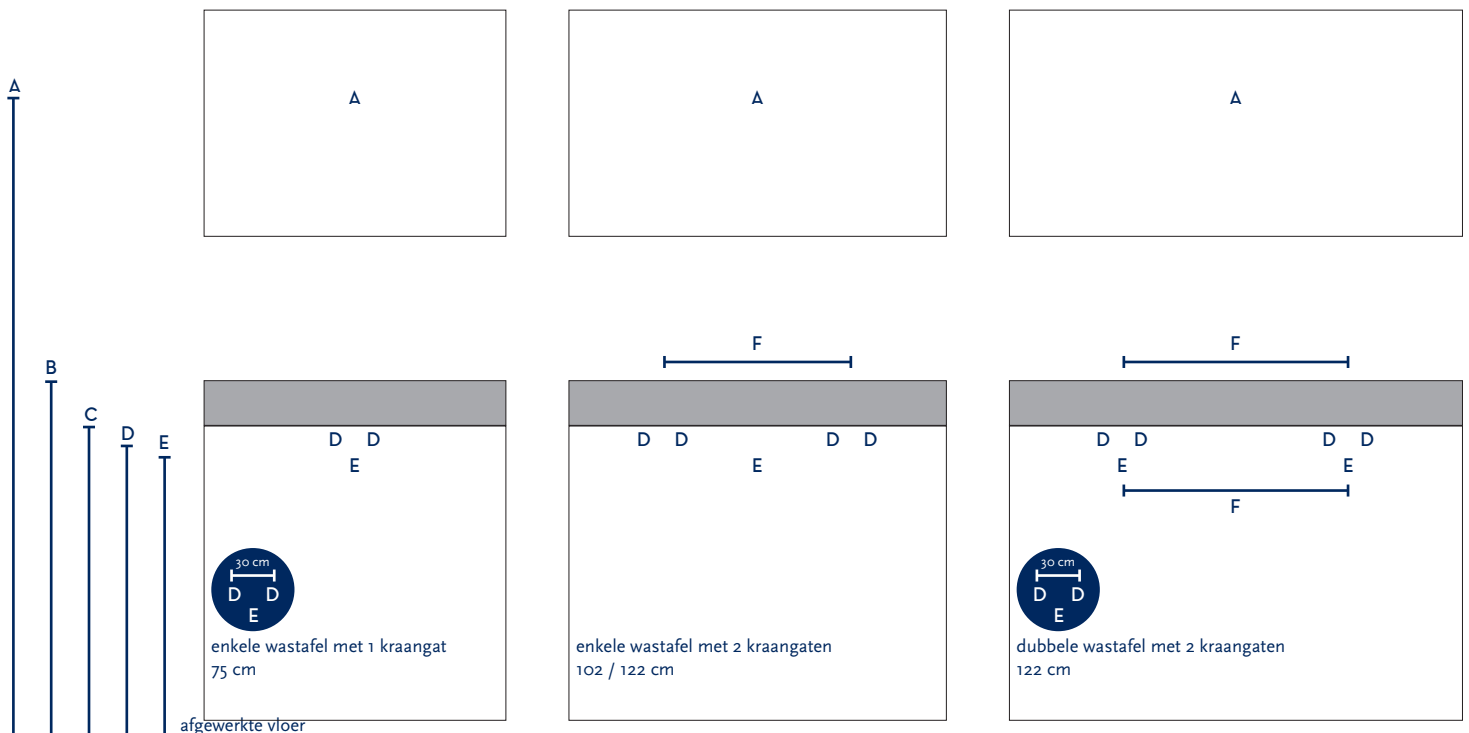 A
A
A
A
F
F
B
C
D
E
D D
E
D D
D D
E
D D
D D
E
E
F
30 cm
D D
E
30 cm
D D
E
enkele wastafel met 1 kraangat
75 cm
enkele wastafel met 2 kraangaten
102 / 122 cm
dubbele wastafel met 2 kraangaten
122 cm
afgewerkte vloer